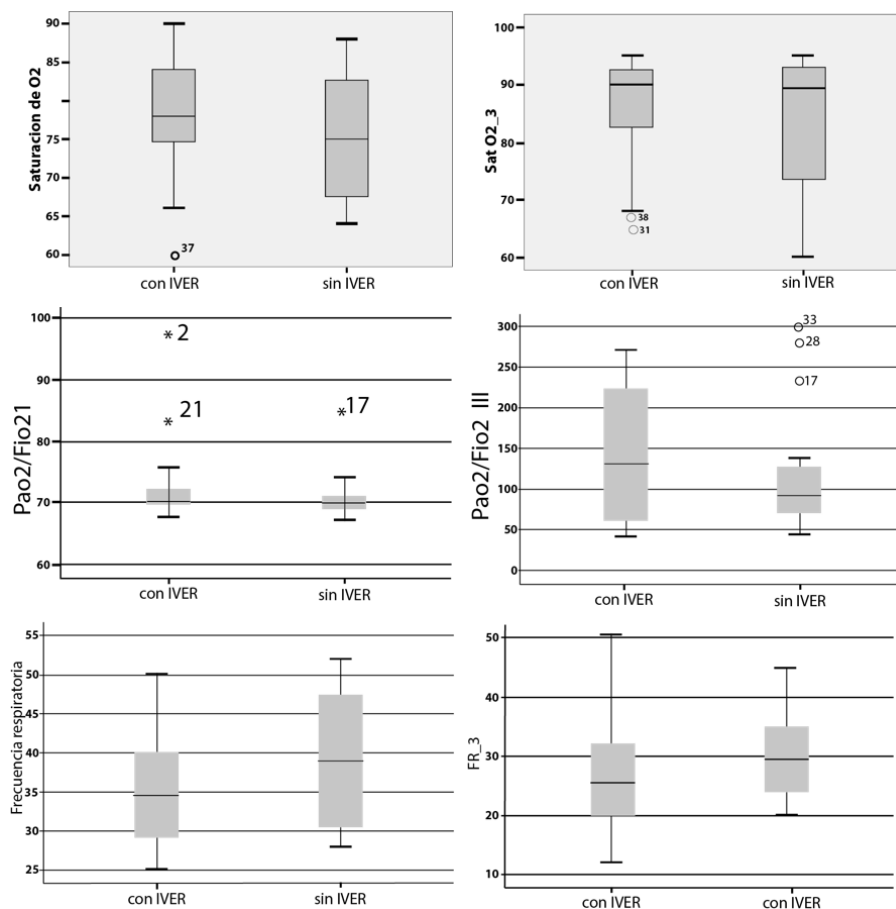 Saturacion de O2
90
85
75
70
65
60
37
con IVER
sin IVER
Sat O2_3
100
90
80
70
60
38
31
con IVER
sin IVER
Pao2/Fio21
100
90
80
70
60
*2
*21
*17
con IVER
sin IVER
Pao2/Fio2 III
300
250
200
150
100
50
0
33
28
17
con IVER
sin IVER
Frecuencia respiratoria
55
50
45
40
35
30
25
con IVER
sin IVER
FR_3
50
40
30
20
10
con IVER
con IVER